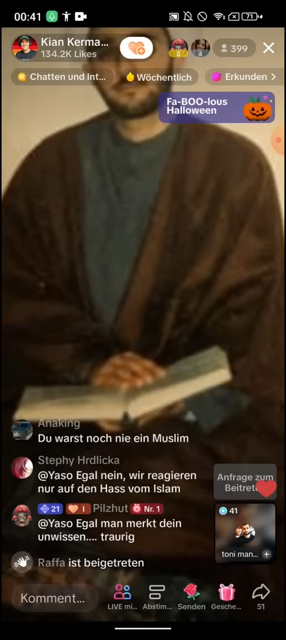 00:41
71
Kian Kerma...
134.2K Likes
399
Chatten und Int...
Wöchentlich
Erkunden >
Fa-BOO-lous
Halloween
Anaking
Du warst noch nie ein Muslim
Stephy Hrdlicka
@Yaso Egal nein, wir reagieren
nur auf den Hass vom Islam
21 I Pilzhut Nr. 1
@Yaso Egal man merkt dein
unwissen.... traurig
Raffa ist beigetreten
Anfrage zum
Beitrete
41
toni man...
Komment...
LIVE mi...
Abstim...
Senden
Gesche...
51